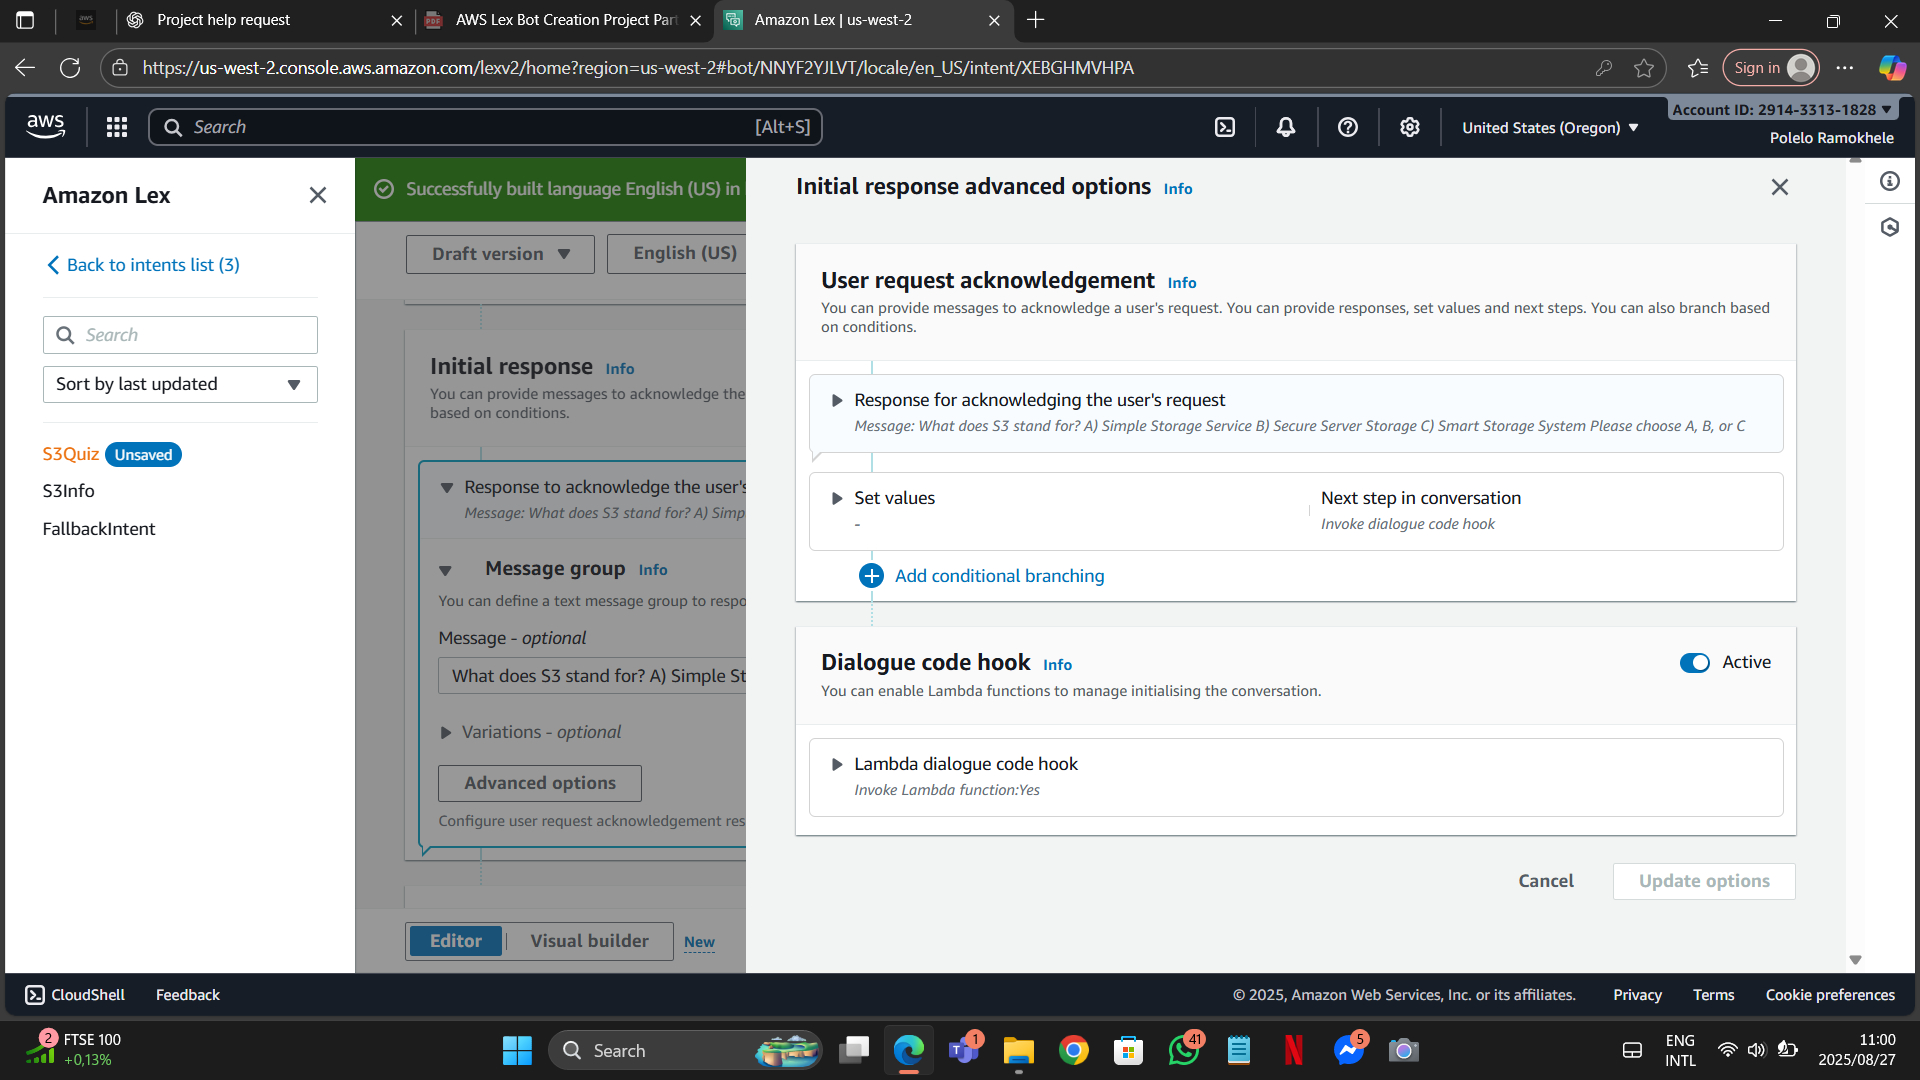 Project help request
AWS Lex Bot Creation Project Part
Amazon Lex | us-west-2
https://us-west-2.console.aws.amazon.com/lexv2/home?region=us-west-2#bot/NNYF2YJLVT/locale/en_US/intent/XEBGHMVHPA
Sign in
aws
Search
[Alt+S]
United States (Oregon)
Account ID: 2914-3313-1828
Polelo Ramokhele
Amazon Lex
Back to intents list (3)
Search
Sort by last updated
S3Quiz Unsaved
S3Info
FallbackIntent
Successfully built language English (US) in
Draft version
English (US)
Initial response Info
You can provide messages to acknowledge the
based on conditions.
Response to acknowledge the user's
Message: What does S3 stand for? A) Simp
Message group Info
You can define a text message group to respo
Message - optional
What does S3 stand for? A) Simple St
Variations - optional
Advanced options
Configure user request acknowledgement res
Editor
Visual builder
New
Initial response advanced options Info
User request acknowledgement Info
You can provide messages to acknowledge a user's request. You can provide responses, set values and next steps. You can also branch based
on conditions.
Response for acknowledging the user's request
Message: What does S3 stand for? A) Simple Storage Service B) Secure Server Storage C) Smart Storage System Please choose A, B, or C
Set values
-
Next step in conversation
Invoke dialogue code hook
Add conditional branching
Dialogue code hook Info
Active
You can enable Lambda functions to manage initialising the conversation.
Lambda dialogue code hook
Invoke Lambda function:Yes
Cancel
Update options
CloudShell
Feedback
© 2025, Amazon Web Services, Inc. or its affiliates.
Privacy
Terms
Cookie preferences
2
FTSE 100
+0,13%
Search
1
41
5
ENG
INTL
11:00
2025/08/27